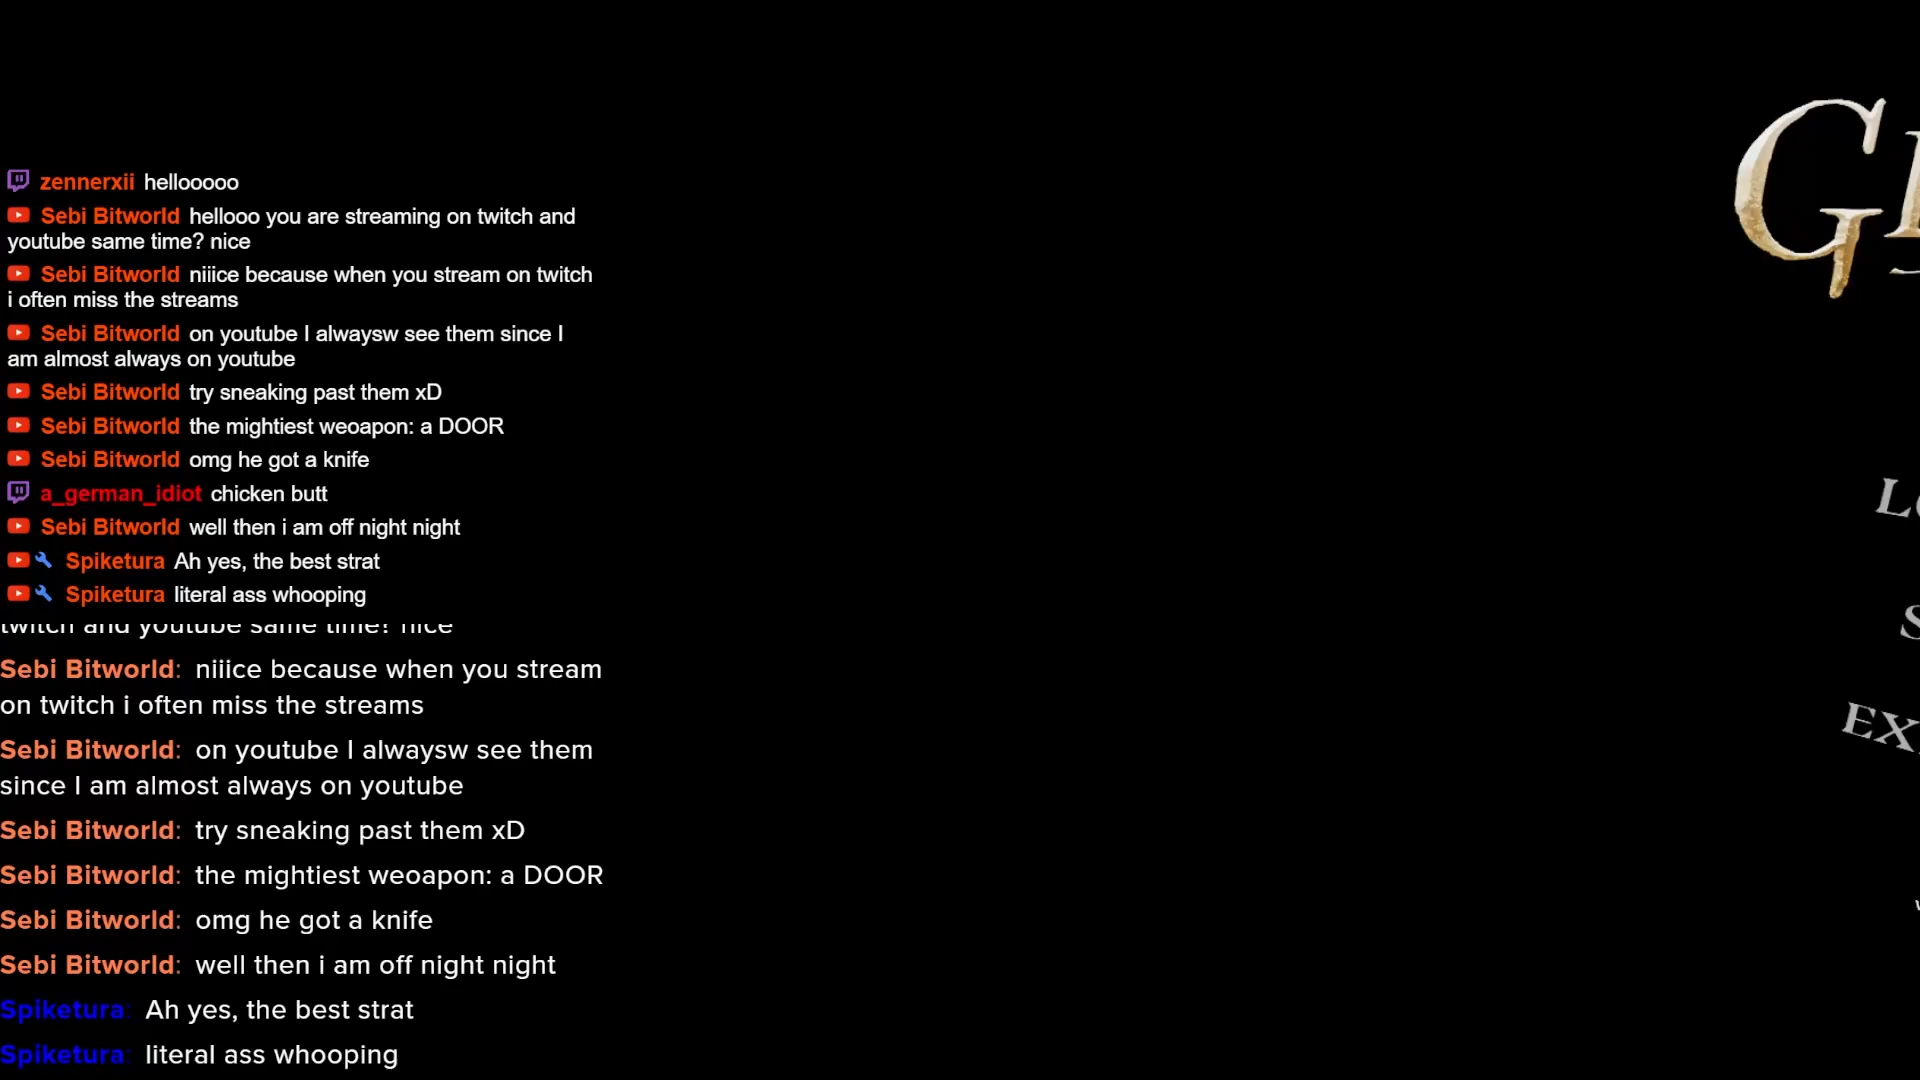 zennerxii hellooooo
Sebi Bitworld hellooo you are streaming on twitch and
youtube same time? nice
Sebi Bitworld niiice because when you stream on twitch
i often miss the streams
Sebi Bitworld on youtube I alwaysw see them since I
am almost always on youtube
Sebi Bitworld try sneaking past them xD
Sebi Bitworld the mightiest weoapon: a DOOR
Sebi Bitworld omg he got a knife
a_german_idiot chicken butt
Sebi Bitworld well then i am off night night
Spiketura Ah yes, the best strat
Spiketura literal ass whooping
twitch and youtube same time? nice
Sebi Bitworld: niiice because when you stream
on twitch i often miss the streams
Sebi Bitworld: on youtube I alwaysw see them
since I am almost always on youtube
Sebi Bitworld: try sneaking past them xD
Sebi Bitworld: the mightiest weoapon: a DOOR
Sebi Bitworld: omg he got a knife
Sebi Bitworld: well then i am off night night
Spiketura: Ah yes, the best strat
Spiketura: literal ass whooping
G
L
S
EX